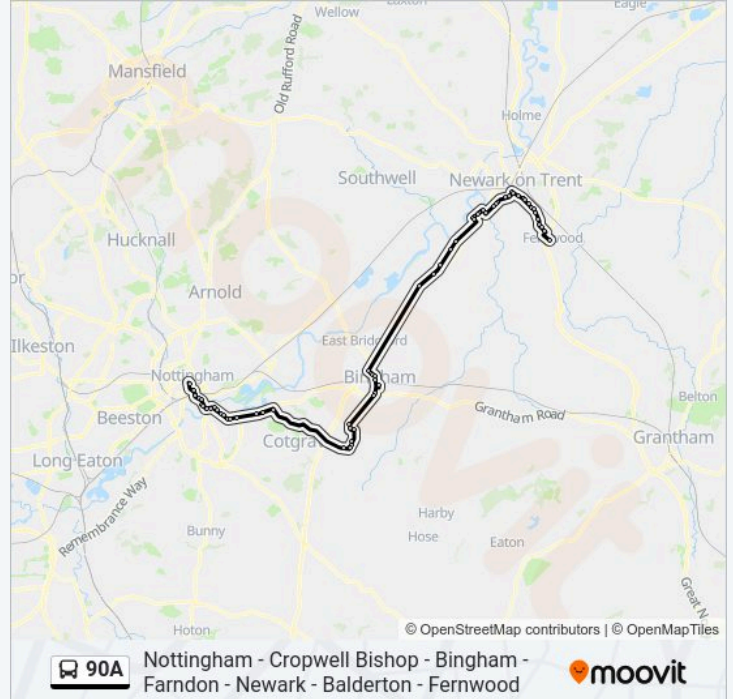 Wellow
Eagle
Mansfield
Old Rufford Road
Holme
Southwell
Newark on Trent
Hucknall
Fernwood
Arnold
Ilkeston
East Bridgford
Nottingham
Bingham
Beeston
Belton
Grantham Road
Cotgrave
Grantham
Long Eaton
Remembrance Way
Harby
Bunny
Hose
Eaton
Great N
Hoton
© OpenStreetMap contributors | © OpenMapTiles
90A
Nottingham - Cropwell Bishop - Bingham -
Farndon - Newark - Balderton - Fernwood
moovit